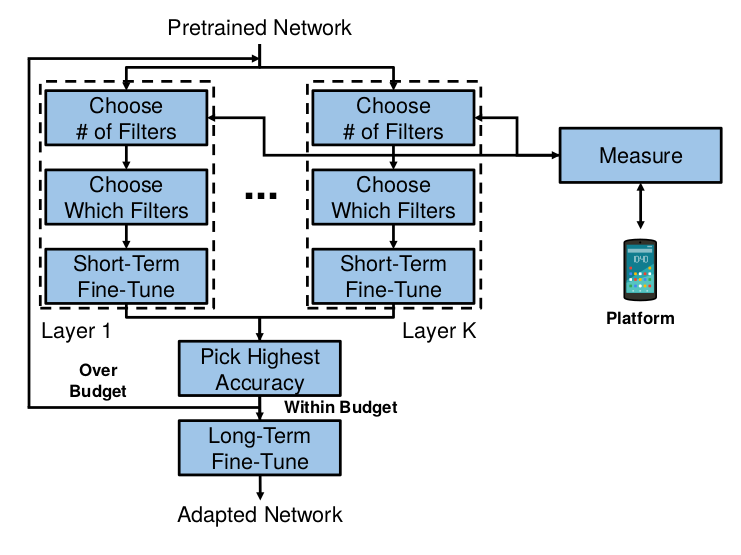 Pretrained Network
Choose
# of Filters
Choose
Which Filters
Short-Term
Fine-Tune
Layer 1
...
Choose
# of Filters
Choose
Which Filters
Short-Term
Fine-Tune
Layer K
Measure
10:40
Platform
Pick Highest
Accuracy
Over
Budget
Within Budget
Long-Term
Fine-Tune
Adapted Network